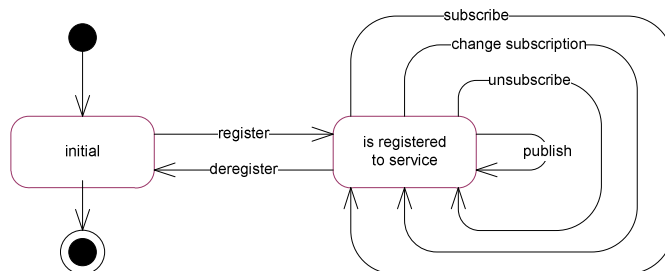 subscribe
change subscription
unsubscribe
register
initial
is registered
to service
publish
deregister